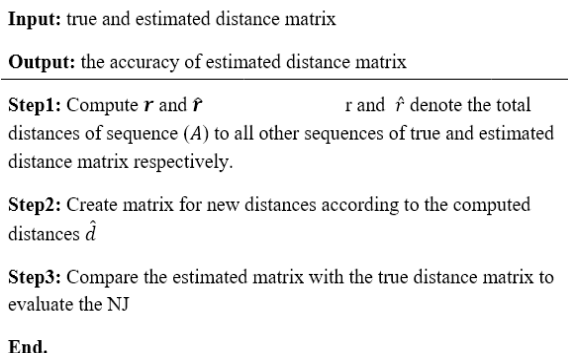 Input: true and estimated distance matrix
Output: the accuracy of estimated distance matrix
Step1: Compute r and r̂ r and r̂ denote the total
distances of sequence (A) to all other sequences of true and estimated
distance matrix respectively.
Step2: Create matrix for new distances according to the computed
distances d̂
Step3: Compare the estimated matrix with the true distance matrix to
evaluate the NJ
End.